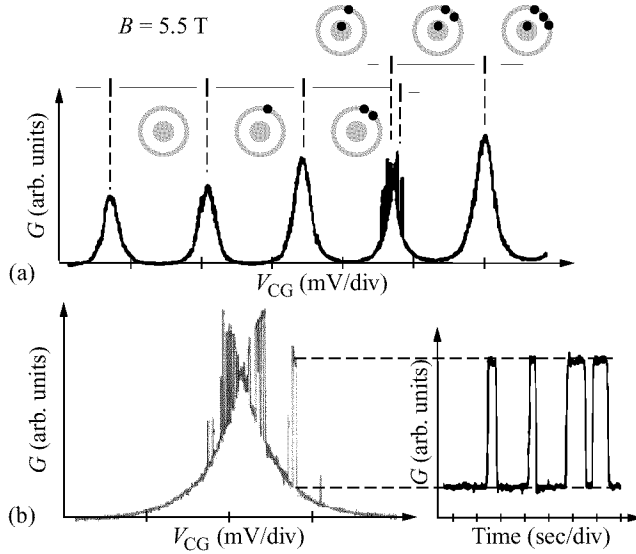 B = 5.5 T
G (arb. units)
(a)
V_CG (mV/div)
G (arb. units)
G (arb. units)
(b)
V_CG (mV/div)
Time (sec/div)